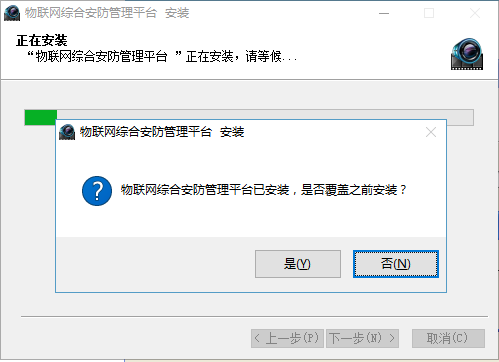 物联网综合安防管理平台 安装
正在安装
“物联网综合安防管理平台 ”正在安装，请等候...
物联网综合安防管理平台 安装
物联网综合安防管理平台已安装，是否覆盖之前安装？
是(Y)
否(N)
< 上一步(P)
下一步(N) >
取消(C)